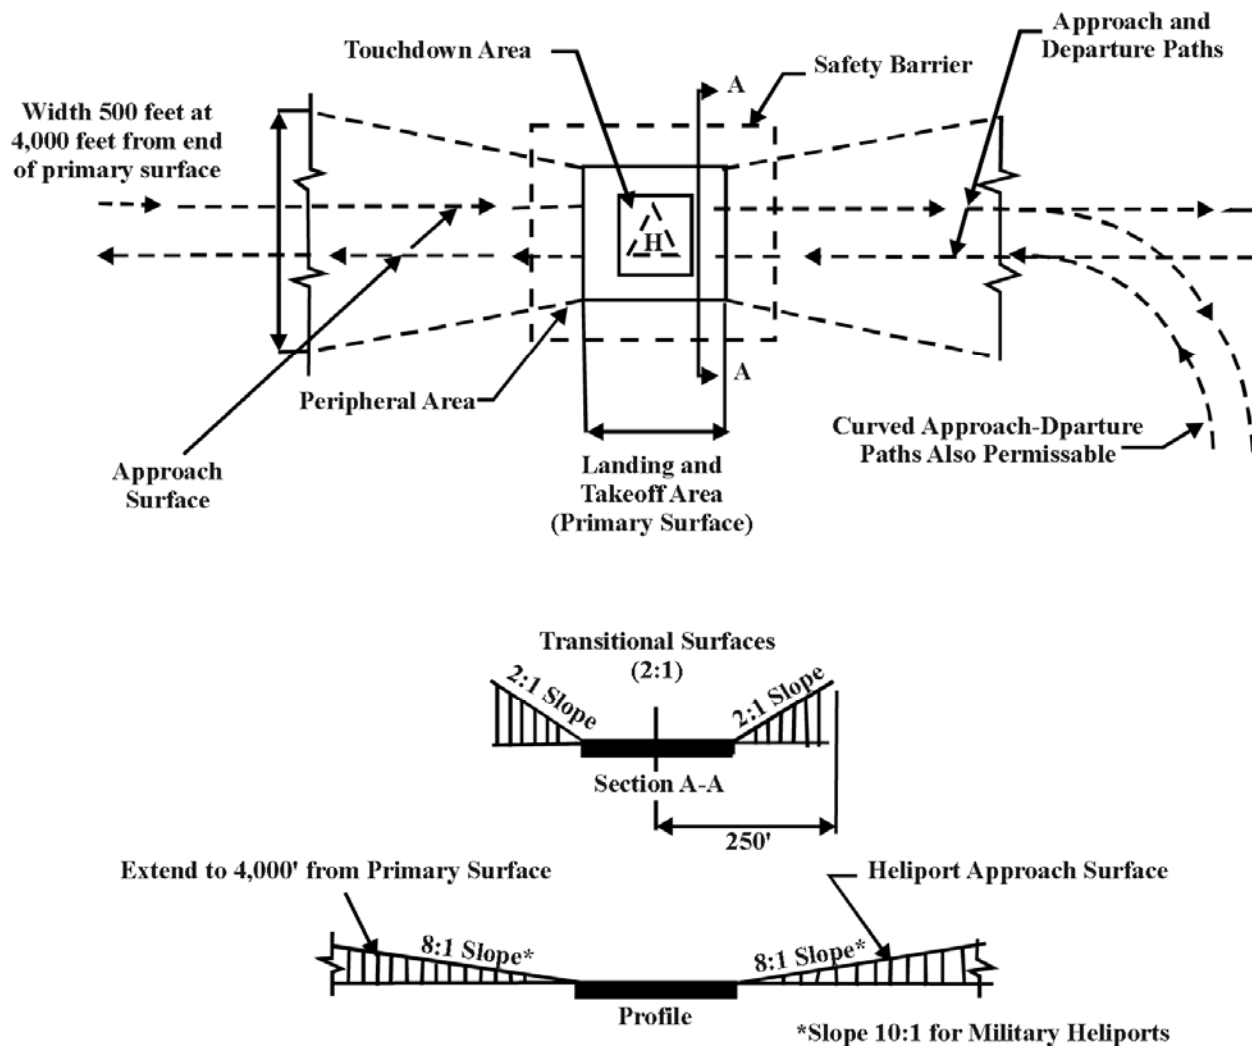 Approach and
Departure Paths
Touchdown Area
Safety Barrier
A
Width 500 feet at
4,000 feet from end
of primary surface
H
A
Peripheral Area
Curved Approach-Dparture
Paths Also Permissable
Approach
Surface
Landing and
Takeoff Area
(Primary Surface)
Transitional Surfaces
(2:1)
2:1 Slope
2:1 Slope
Section A-A
250'
Extend to 4,000' from Primary Surface
Heliport Approach Surface
8:1 Slope*
8:1 Slope*
Profile
*Slope 10:1 for Military Heliports